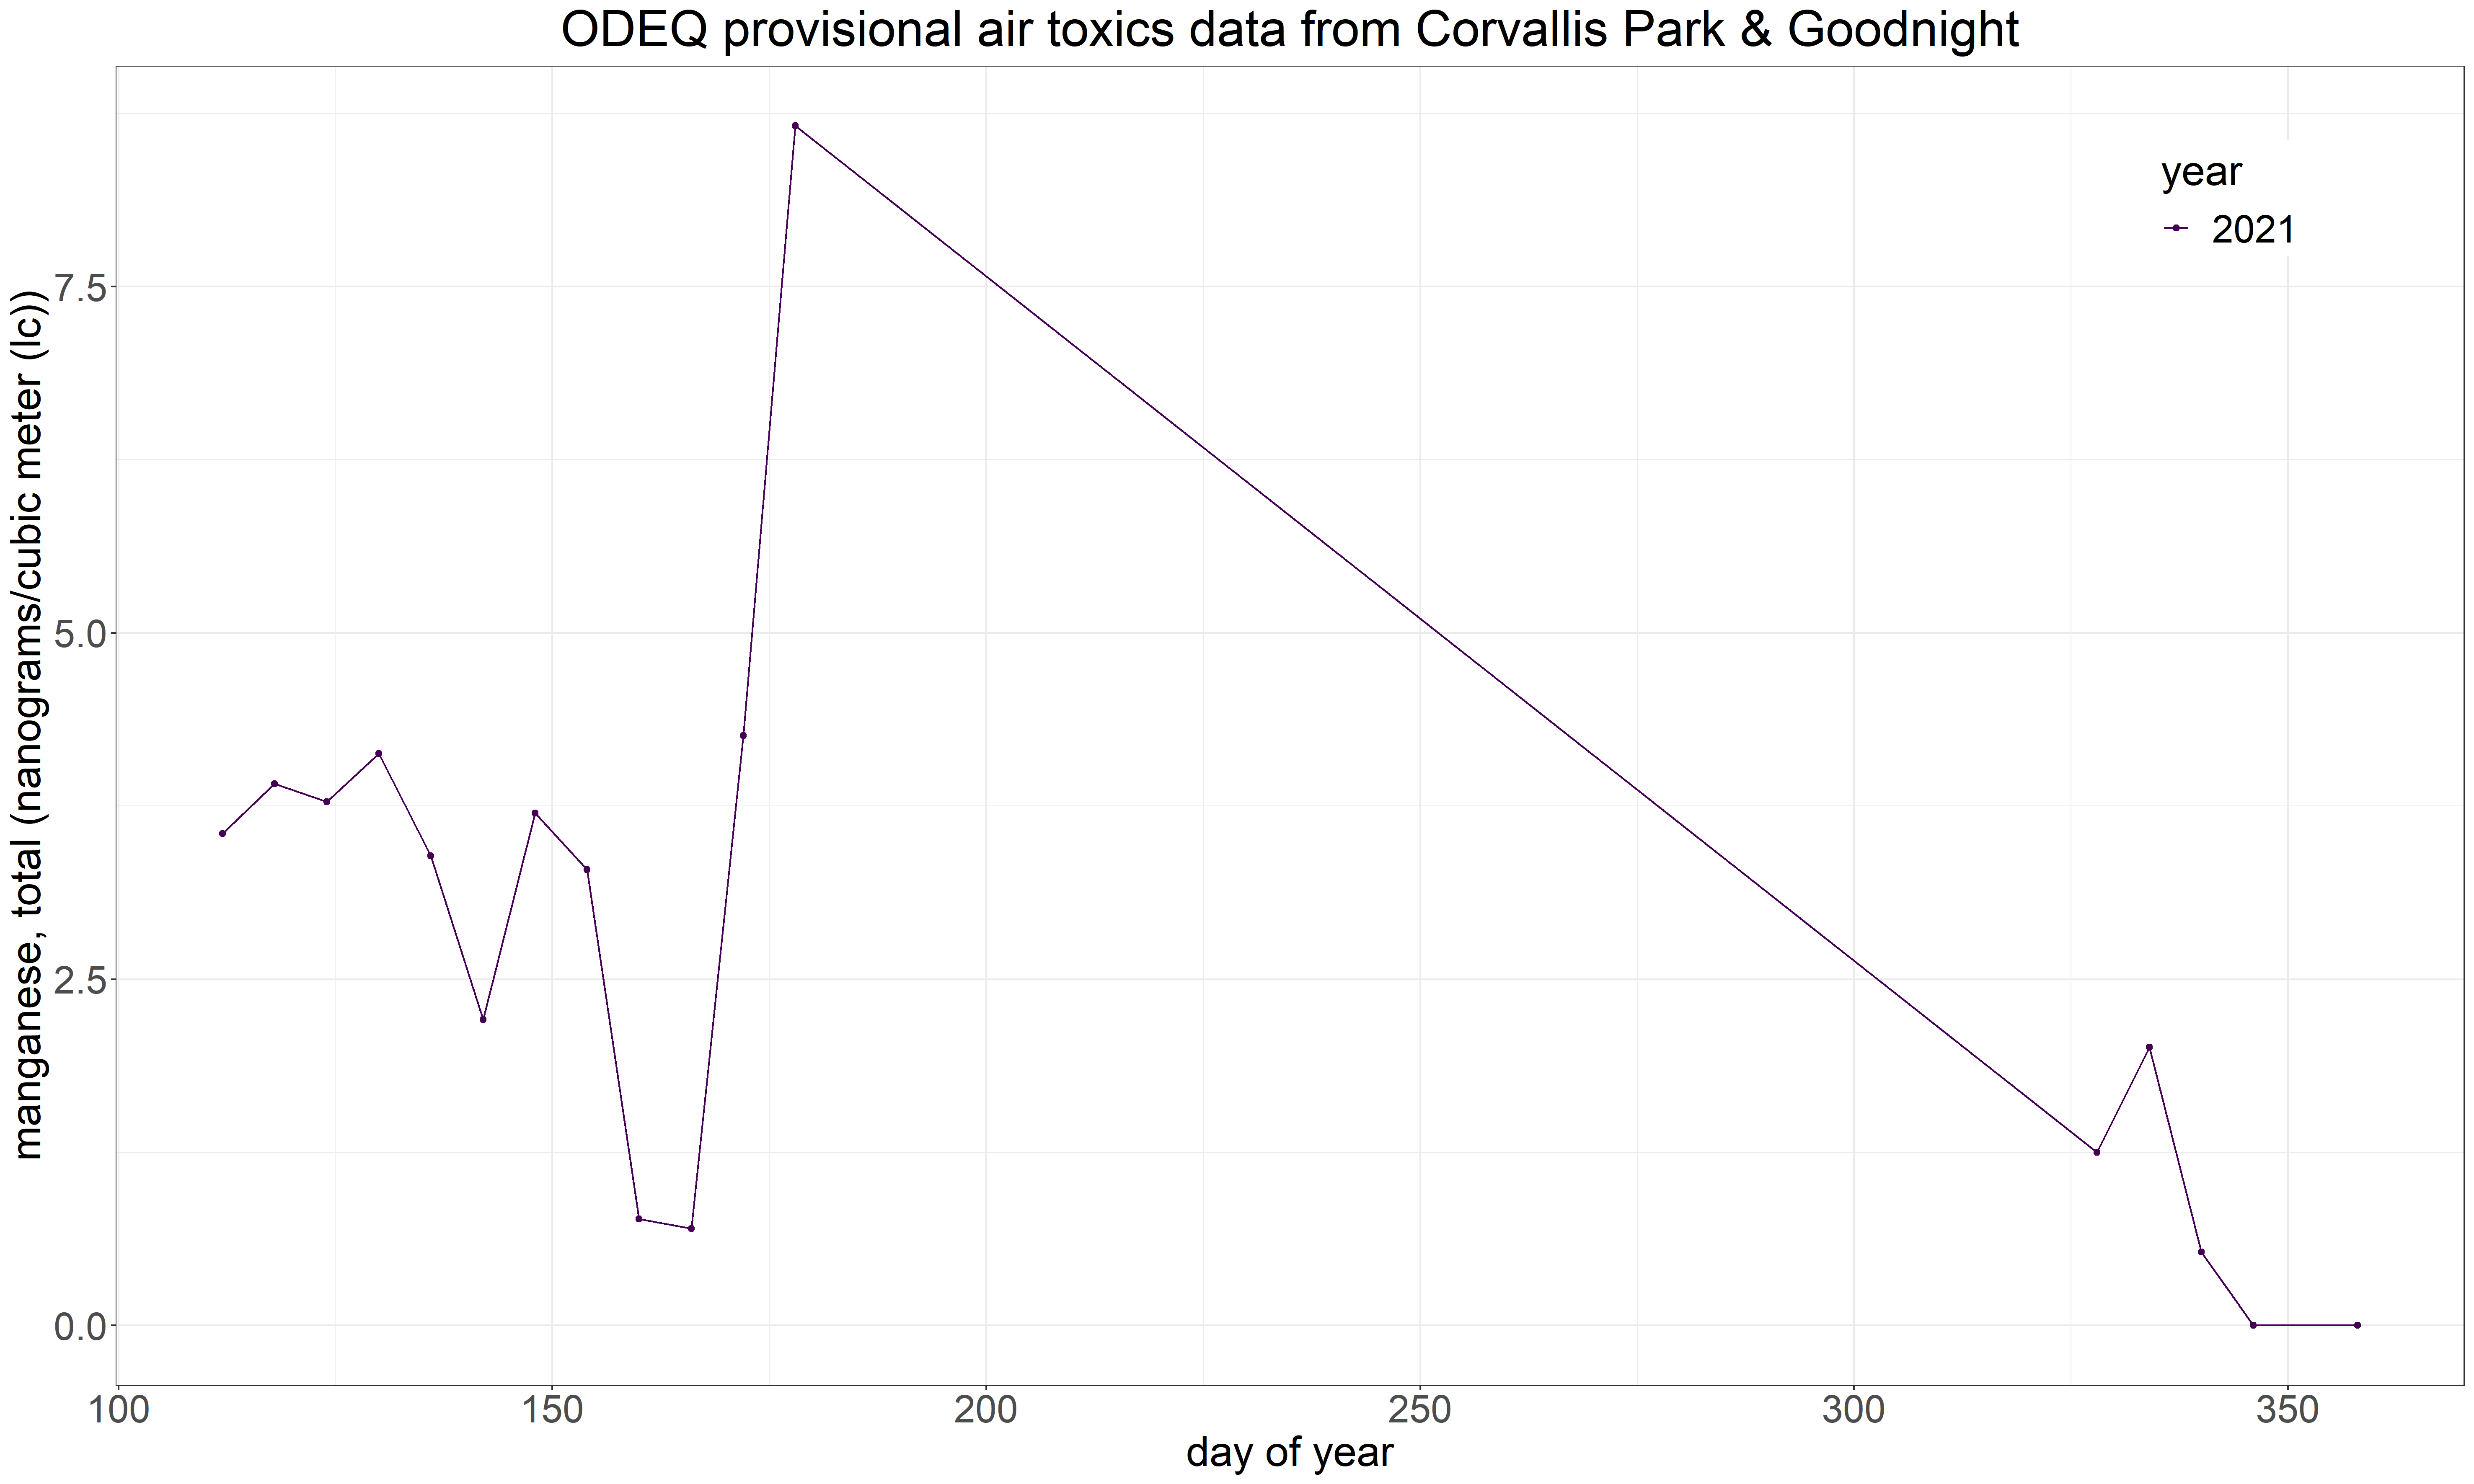 ODEQ provisional air toxics data from Corvallis Park & Goodnight
manganese, total (nanograms/cubic meter (lc))
7.5
5.0
2.5
0.0
year
2021
100 150 200 250 300 350
day of year